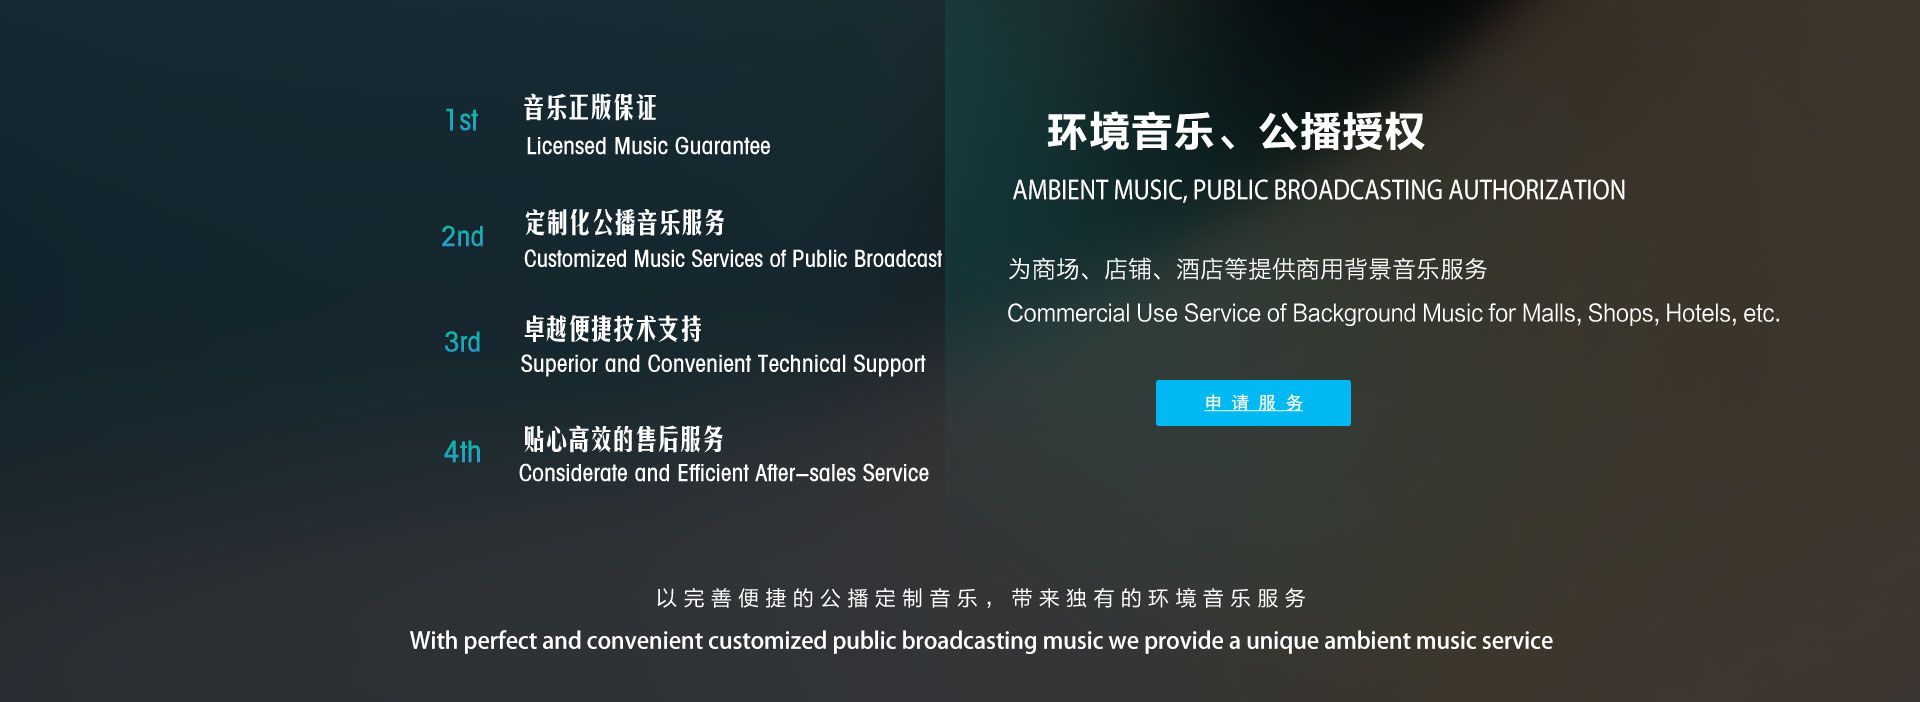 1st
音乐正版保证
Licensed Music Guarantee
2nd
定制化公播音乐服务
Customized Music Services of Public Broadcast
3rd
卓越便捷技术支持
Superior and Convenient Technical Support
4th
贴心高效的售后服务
Considerate and Efficient After-sales Service
环境音乐、公播授权
AMBIENT MUSIC, PUBLIC BROADCASTING AUTHORIZATION
为商场、店铺、酒店等提供商用背景音乐服务
Commercial Use Service of Background Music for Malls, Shops, Hotels, etc.
申请服务
以完善便捷的公播定制音乐，带来独有的环境音乐服务
With perfect and convenient customized public broadcasting music we provide a unique ambient music service